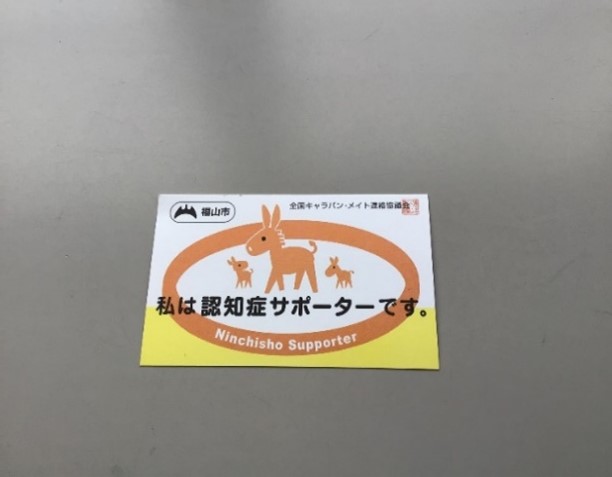 福山市
全国キャラバン・メイト連絡協議会
私は認知症サポーターです。
Ninchisho Supporter